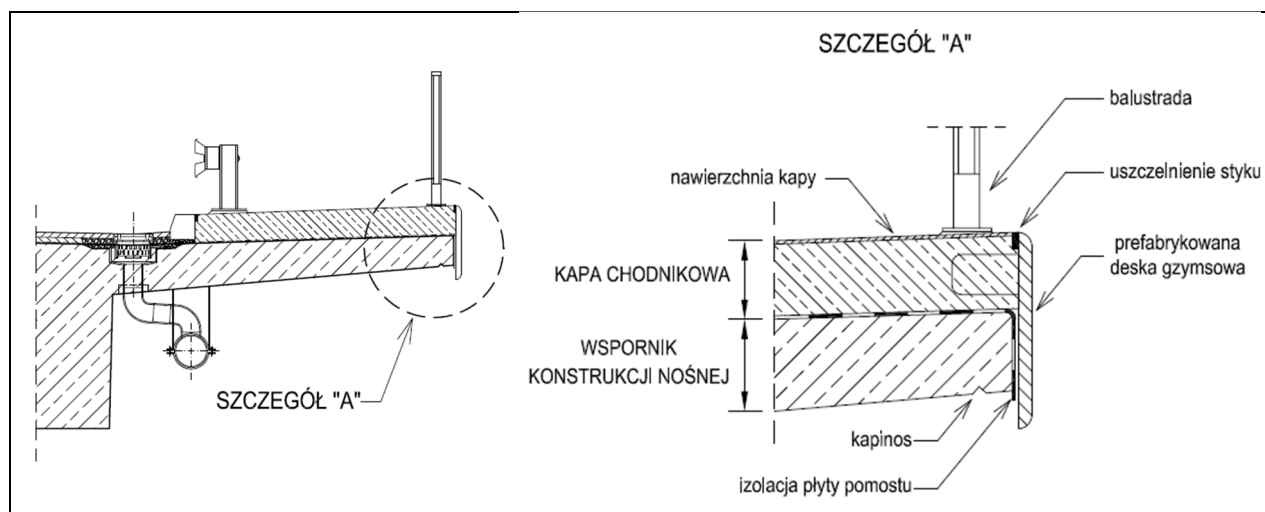 SZCZEGÓŁ "A"
SZCZEGÓŁ "A"
balustrada
nawierzchnia kapy
uszczelnienie styku
prefabrykowana
deska gzymsowa
KAPA CHODNIKOWA
WSPORNIK
KONSTRUKCJI NOŚNEJ
kapinos
izolacja płyty pomostu